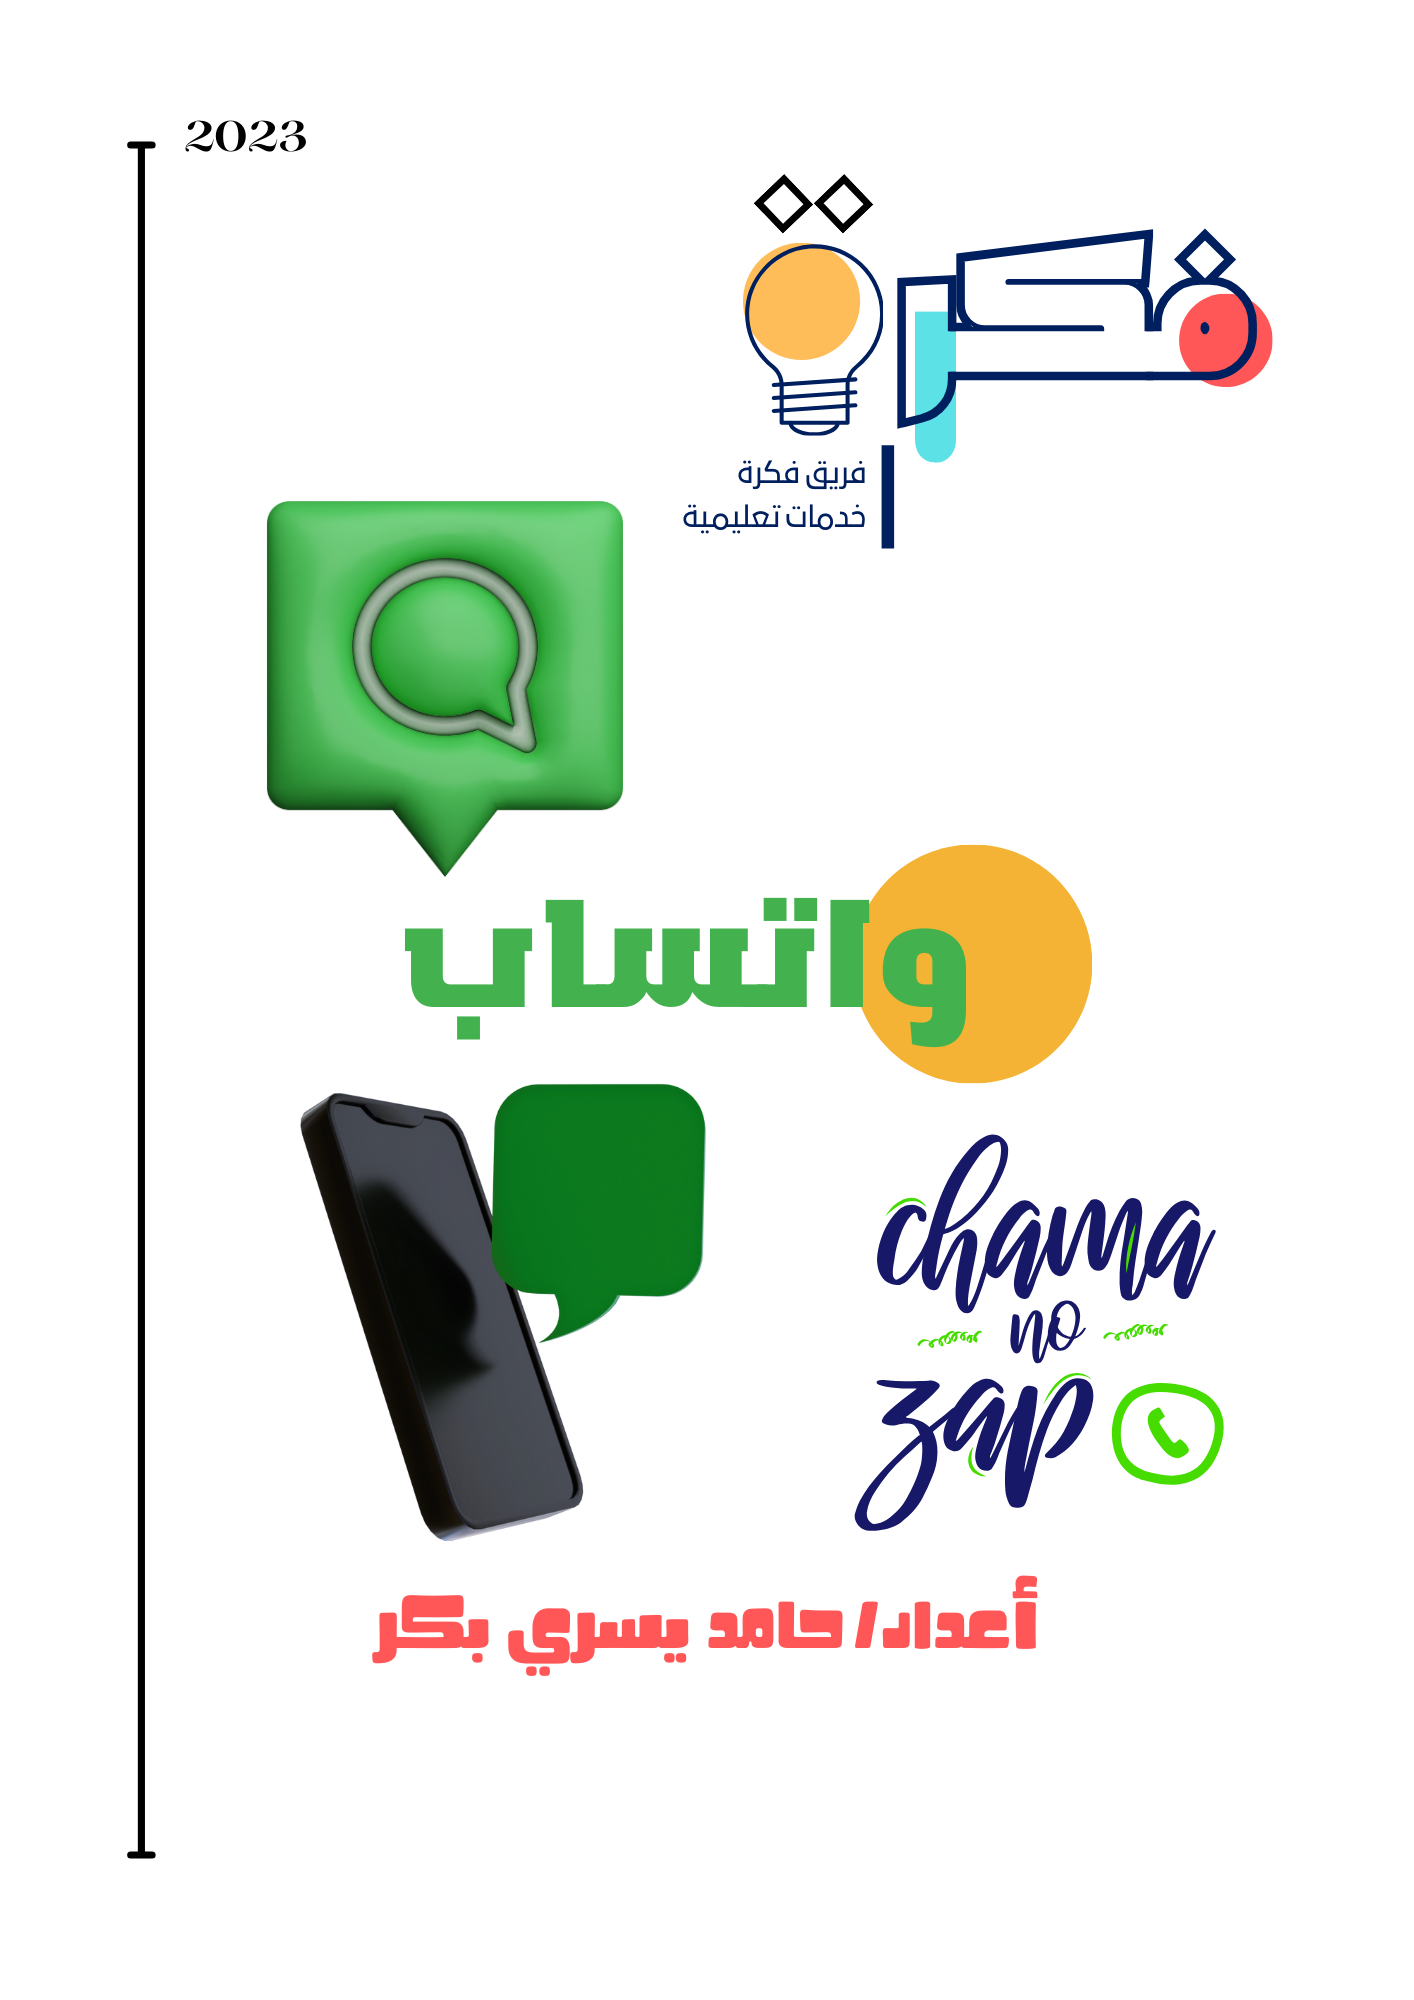 2023
فكرة
فريق فكرة
خدمات تعليمية
واتساب
chama
no
zap
أعداد/ حامد يسري بكر